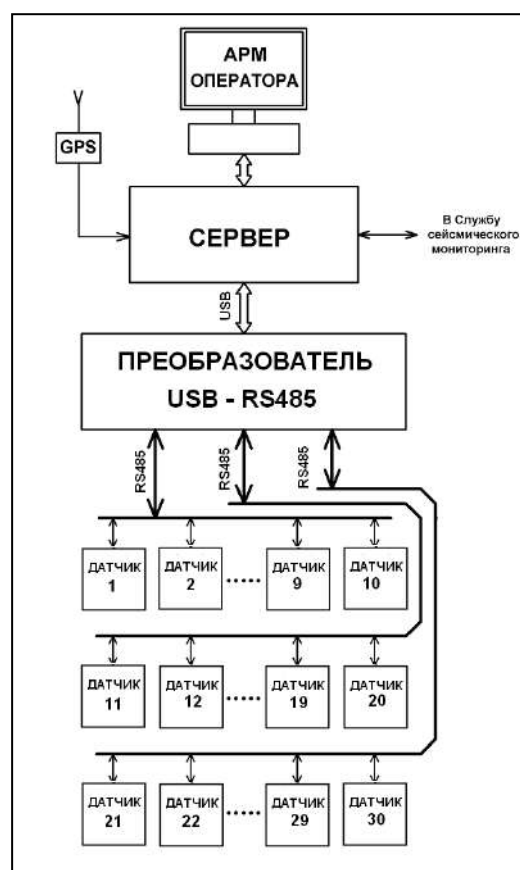 АРМ
ОПЕРАТОРА
GPS
СЕРВЕР
В Службу
сейсмического
мониторинга
USB
ПРЕОБРАЗОВАТЕЛЬ
USB - RS485
RS485
RS485
RS485
ДАТЧИК
1
ДАТЧИК
2
.....
ДАТЧИК
9
ДАТЧИК
10
ДАТЧИК
11
ДАТЧИК
12
.....
ДАТЧИК
19
ДАТЧИК
20
ДАТЧИК
21
ДАТЧИК
22
.....
ДАТЧИК
29
ДАТЧИК
30